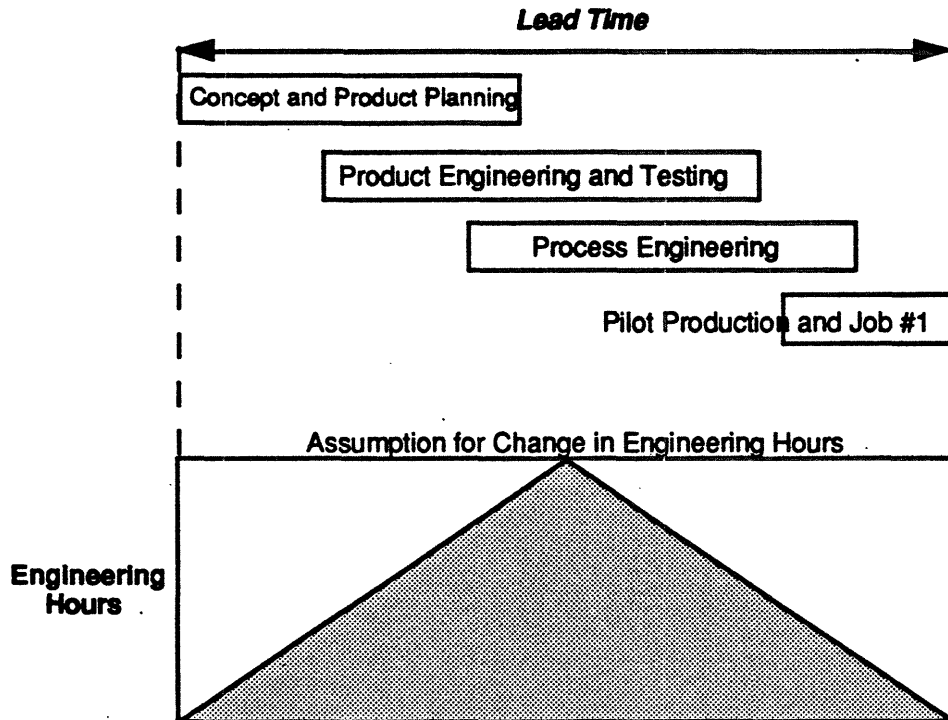 Lead Time
Concept and Product Planning
Product Engineering and Testing
Process Engineering
Pilot Production and Job #1
Assumption for Change in Engineering Hours
Engineering
Hours